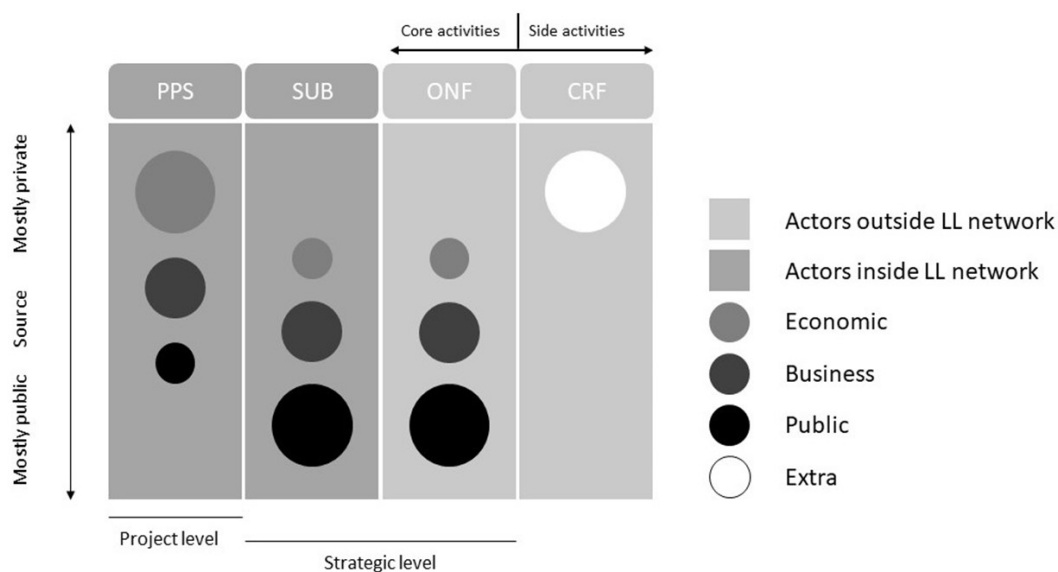 Core activities
Side activities
PPS
SUB
ONF
CRF
Mostly private
Source
Mostly public
Actors outside LL network
Actors inside LL network
Economic
Business
Public
Extra
Project level
Strategic level